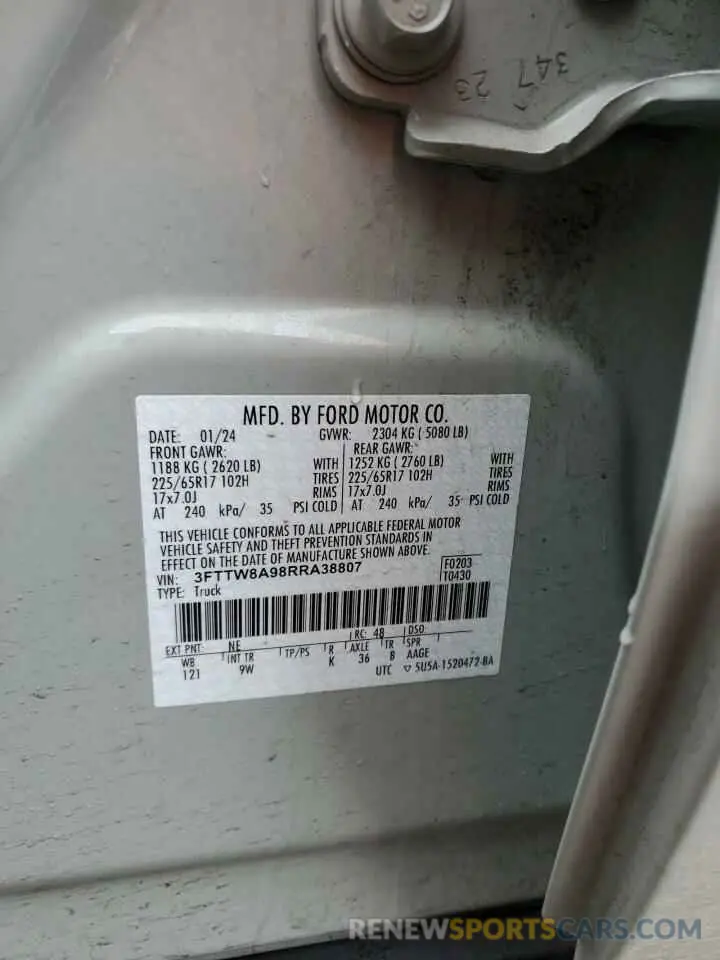 347 23
MFD. BY FORD MOTOR CO.
DATE: 01/24 GVWR: 2304 KG ( 5080 LB)
FRONT GAWR: REAR GAWR:
1188 KG ( 2620 LB) WITH 1252 KG ( 2760 LB) WITH
225/65R17 102H TIRES 225/65R17 102H TIRES
17x7.0J RIMS 17x7.0J RIMS
AT 240 kPa/ 35 PSI COLD AT 240 kPa/ 35 PSI COLD
THIS VEHICLE CONFORMS TO ALL APPLICABLE FEDERAL MOTOR
VEHICLE SAFETY AND THEFT PREVENTION STANDARDS IN
EFFECT ON THE DATE OF MANUFACTURE SHOWN ABOVE.
VIN: 3FTTW8A98RRA38807 F0203
TYPE: Truck T0430
EXT PNT: NE RC: 48 DSO:
WB INT TR TP/PS R AXLE TR SPR
121 9W K 36 B AAGE
UTC 5U5A-1520472-BA
RENEWSPORTSCARS.COM